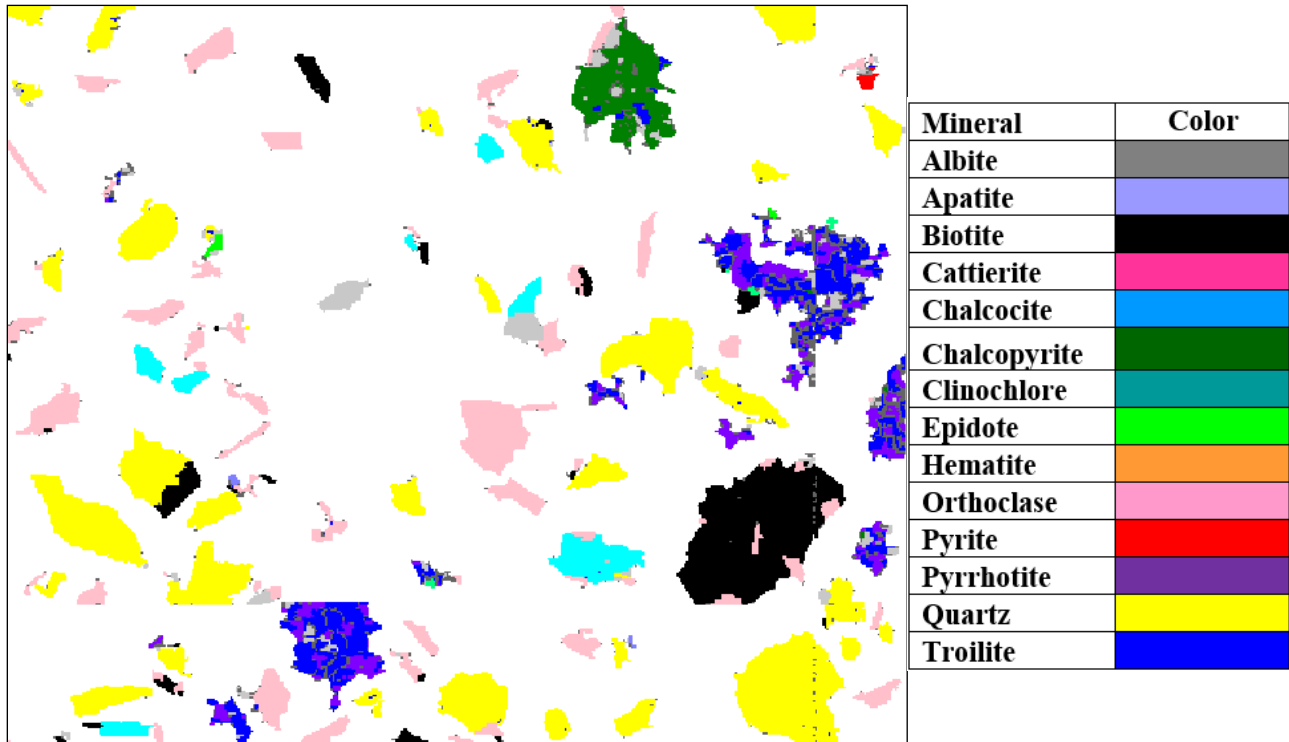 Mineral Color
Albite
Apatite
Biotite
Cattierite
Chalcocite
Chalcopyrite
Clinochlore
Epidote
Hematite
Orthoclase
Pyrite
Pyrrhotite
Quartz
Troilite